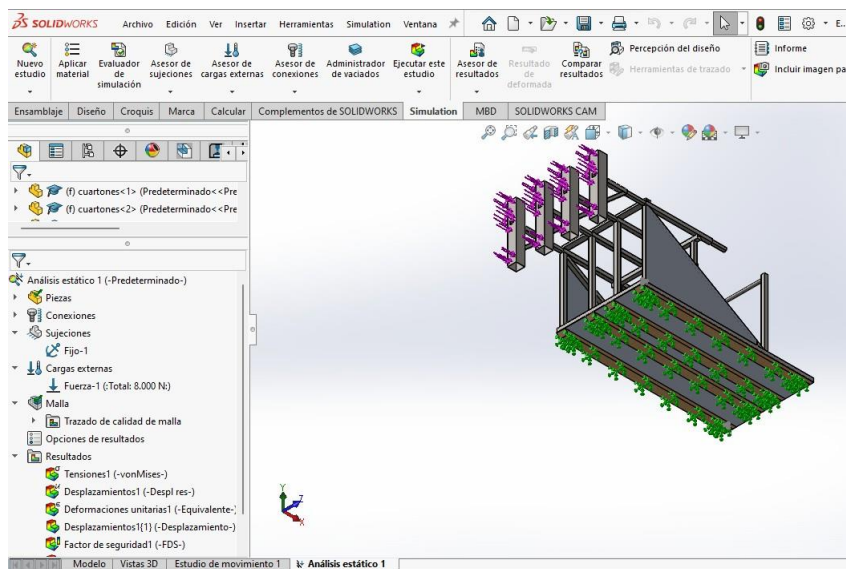 SOLIDWORKS Archivo Edición Ver Insertar Herramientas Simulation Ventana E...
Nuevo estudio
Aplicar material
Evaluador de simulación
Asesor de sujeciones
Asesor de cargas externas
Asesor de conexiones
Administrador de vaciados
Ejecutar este estudio
Asesor de resultados
Resultado de deformada
Comparar resultados
Percepción del diseño
Herramientas de trazado
Informe
Incluir imagen pa
Ensamblaje Diseño Croquis Marca Calcular Complementos de SOLIDWORKS Simulation MBD SOLIDWORKS CAM
(f) cuartones<1> (Predeterminado<<Pre
(f) cuartones<2> (Predeterminado<<Pre
Análisis estático 1 (-Predeterminado-)
Piezas
Conexiones
Sujeciones
Fijo-1
Cargas externas
Fuerza-1 (:Total: 8.000 N:)
Malla
Trazado de calidad de malla
Opciones de resultados
Resultados
Tensiones1 (-vonMises-)
Desplazamientos1 (-Despl res-)
Deformaciones unitarias1 (-Equivalente-)
Desplazamientos1{1} (-Desplazamiento-)
Factor de seguridad1 (-FDS-)
Y
Z
X
Modelo Vistas 3D Estudio de movimiento 1 Análisis estático 1